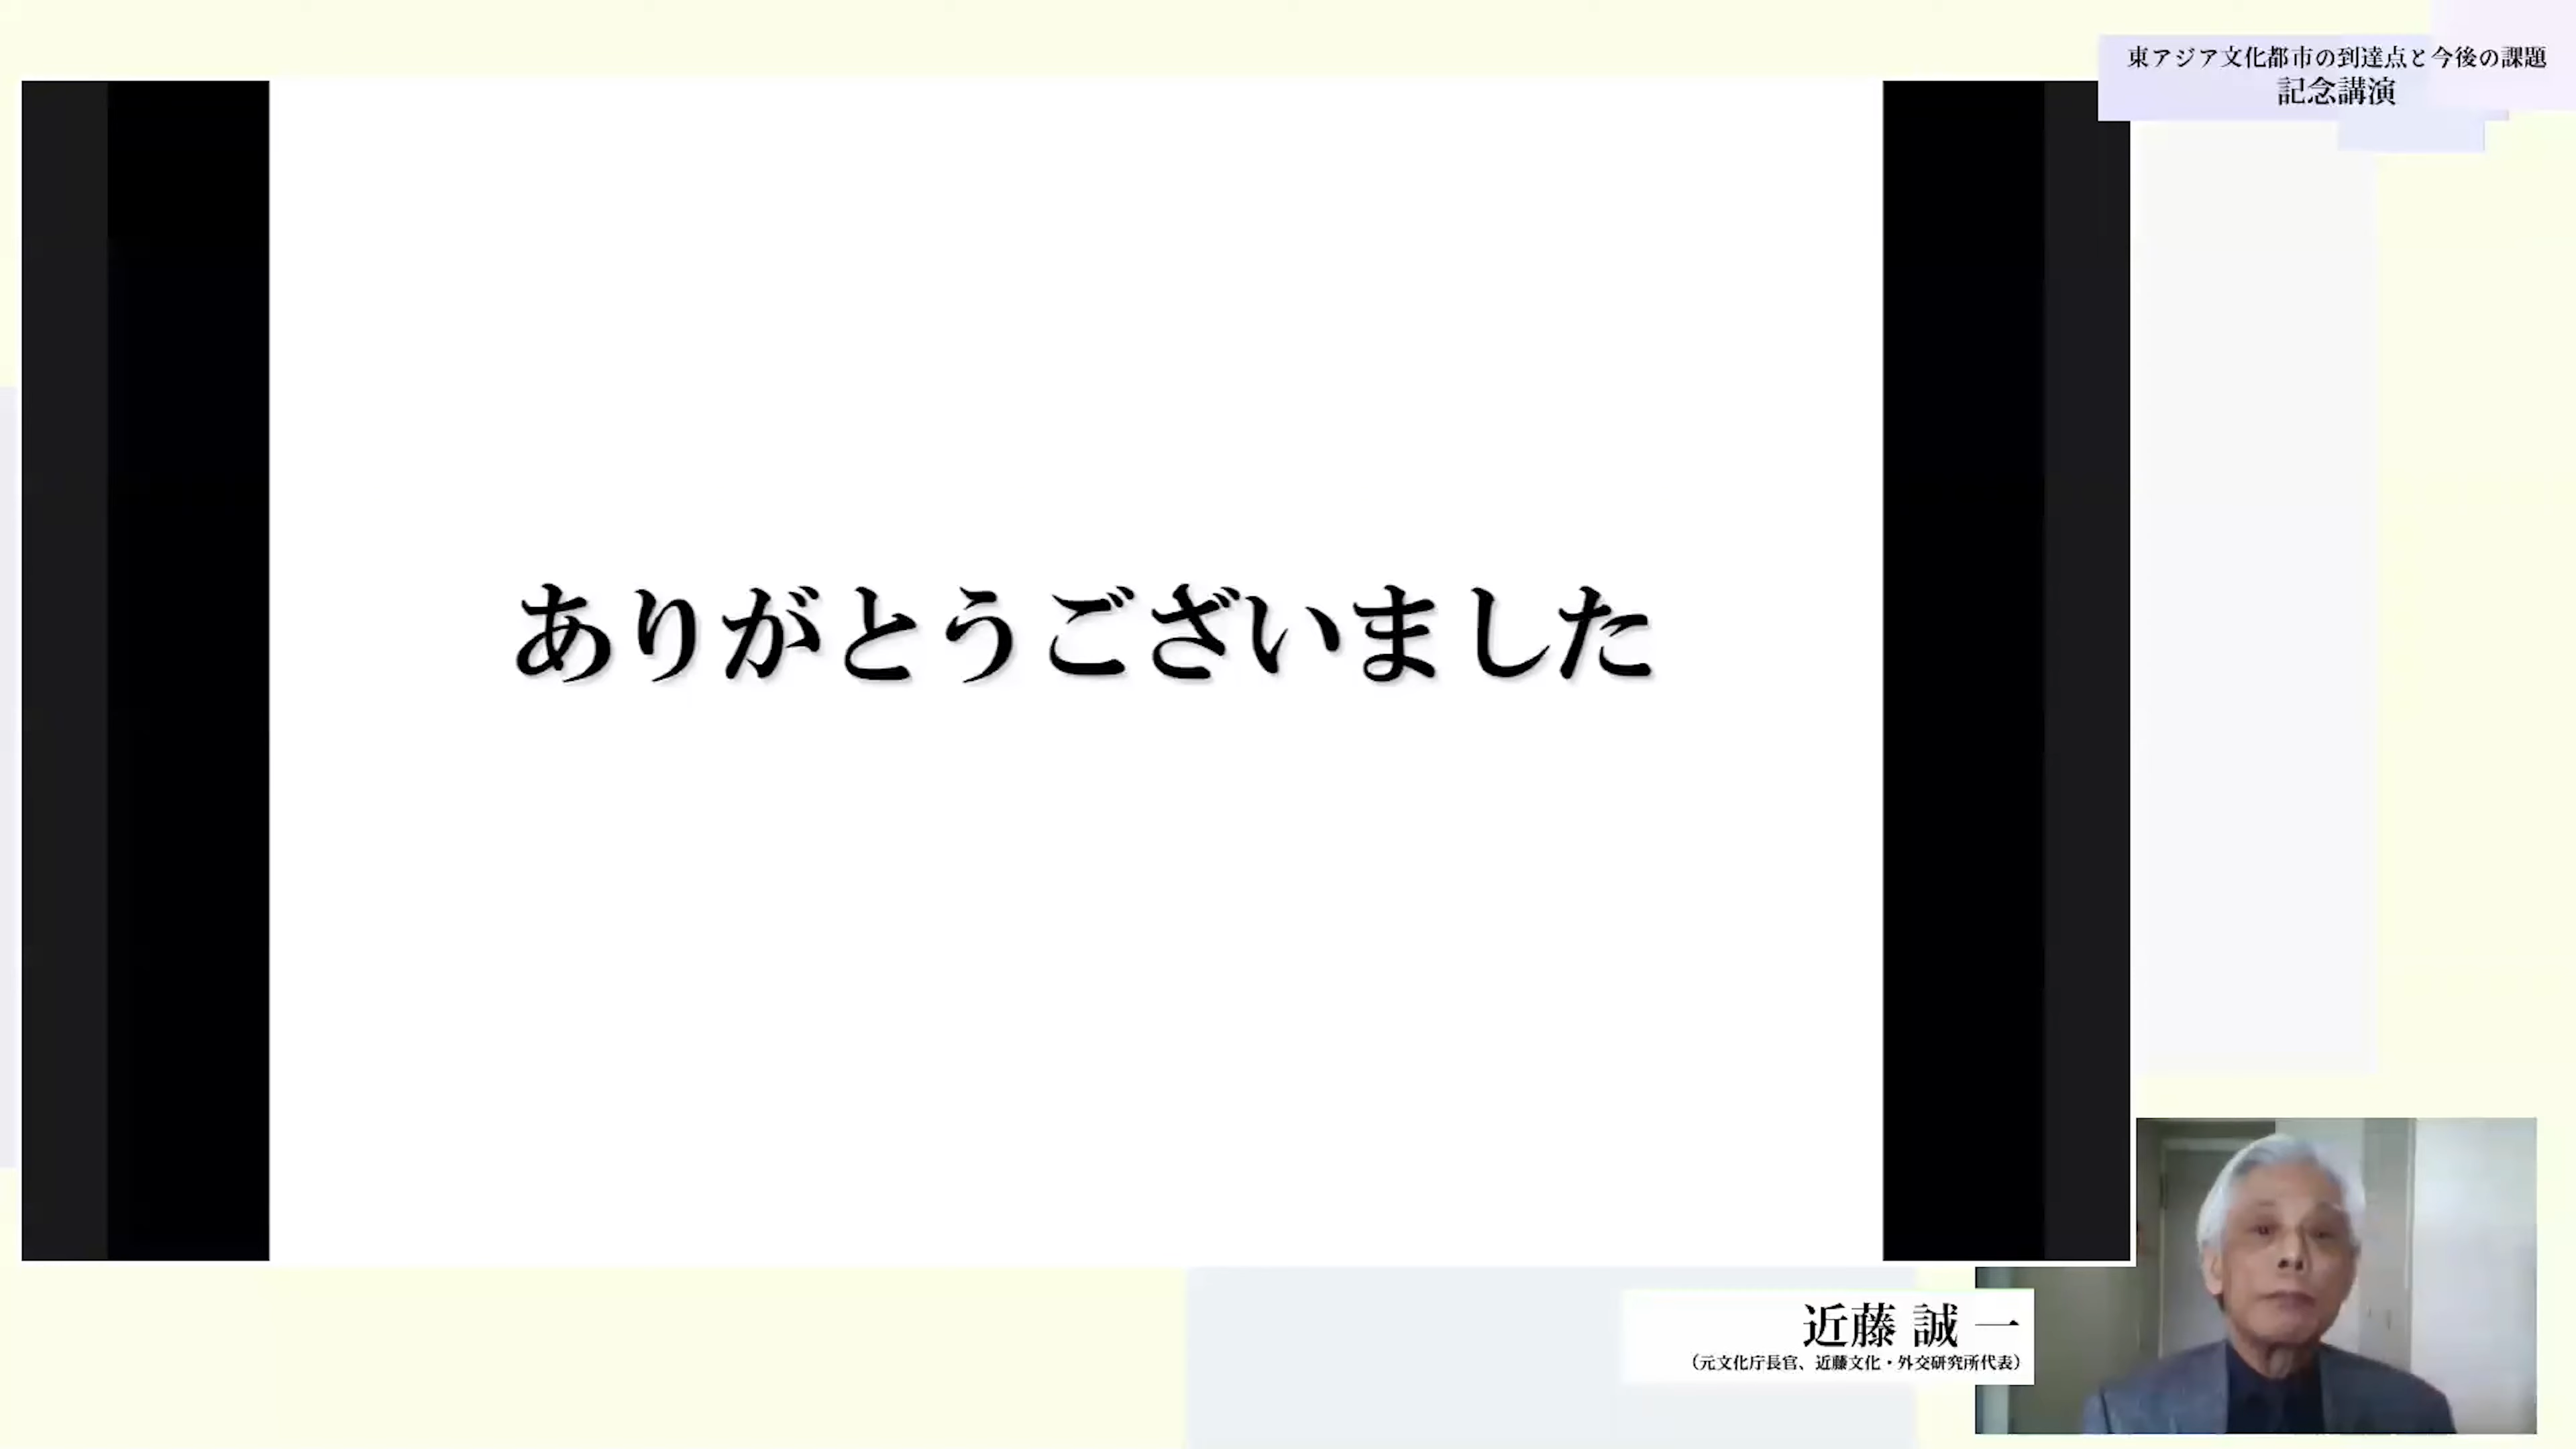 東アジア文化都市の到達点と今後の課題
記念講演
ありがとうございました
近藤 誠一
（元文化庁長官、近藤文化・外交研究所代表）